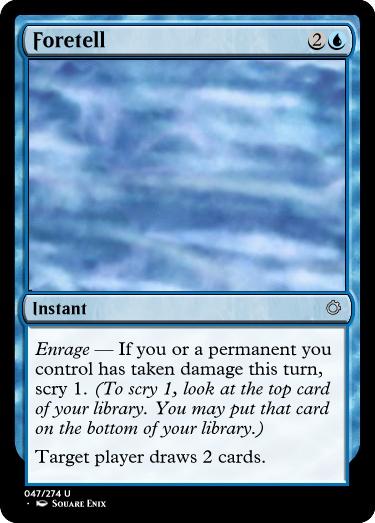 Foretell 2
Instant
Enrage — If you or a permanent you
control has taken damage this turn,
scry 1. (To scry 1, look at the top card
of your library. You may put that card
on the bottom of your library.)
Target player draws 2 cards.
047/274 U
· Square Enix